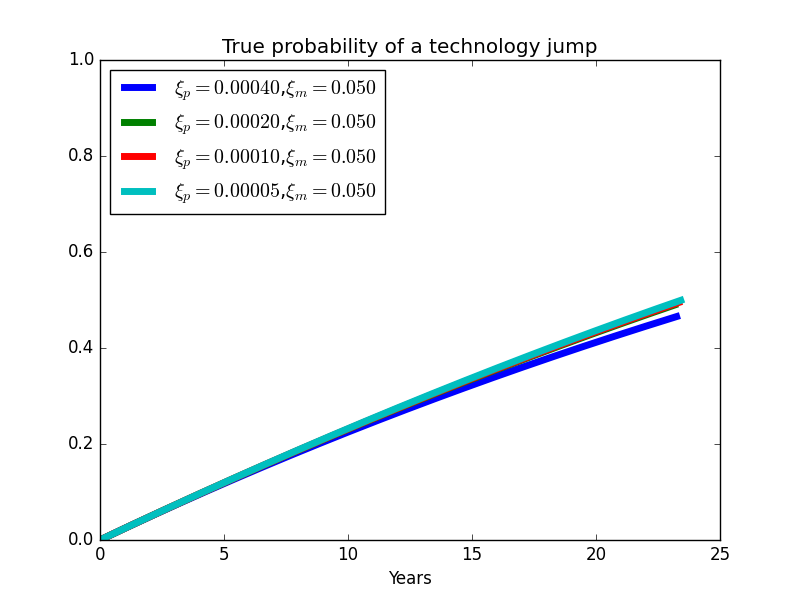 True probability of a technology jump
1.0
ξₚ = 0.00040,ξₘ = 0.050
ξₚ = 0.00020,ξₘ = 0.050
ξₚ = 0.00010,ξₘ = 0.050
ξₚ = 0.00005,ξₘ = 0.050
0.8
0.6
0.4
0.2
0.0
0 5 10 15 20 25
Years